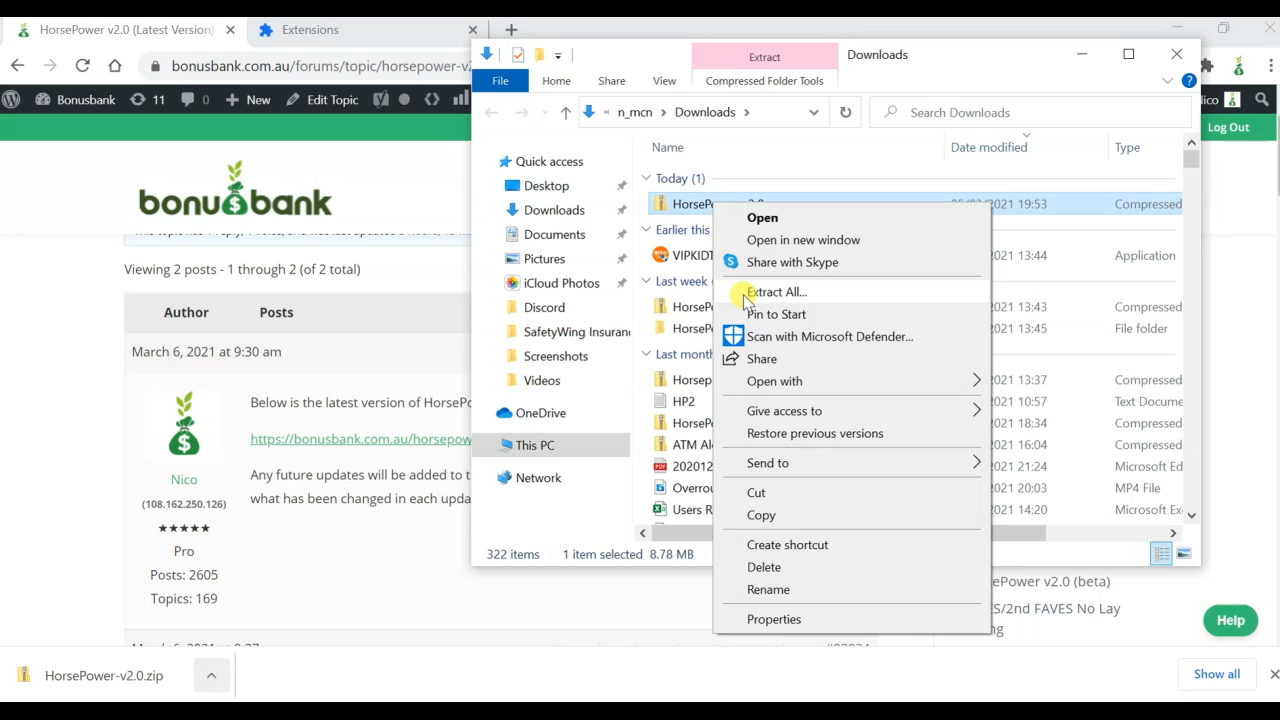 HorsePower v2.0 (Latest Version)
Extensions
Extract
Downloads
bonusbank.com.au/forums/topic/horsepower-v2
File
Home
Share
View
Compressed Folder Tools
Bonusbank
11
0
New
Edit Topic
n_mcn
Downloads
Search Downloads
Log Out
bonusbank
Name
Date modified
Type
Quick access
Desktop
Downloads
Documents
Pictures
iCloud Photos
Discord
SafetyWing Insuran
Screenshots
Videos
OneDrive
This PC
Network
Today (1)
2021 19:53
Compressed
Earlier this
VIPKIDT
2021 13:44
Application
Last week
HorseP
2021 13:43
Compressed
HorseP
2021 13:45
File folder
Last month
Horsep
2021 13:37
Compressed
HP2
2021 10:57
Text Docume
HorseP
2021 18:34
Compressed
ATM Al
2021 16:04
Compressed
202012
2021 21:24
Microsoft Ed
Overrou
2021 20:03
MP4 File
Users R
2021 14:20
Microsoft Ex
Open
Open in new window
Share with Skype
Extract All...
Pin to Start
Scan with Microsoft Defender...
Share
Open with
Give access to
Restore previous versions
Send to
Cut
Copy
Create shortcut
Delete
Rename
Properties
322 items
1 item selected 8.78 MB
Viewing 2 posts - 1 through 2 (of 2 total)
Author
Posts
March 6, 2021 at 9:30 am
Below is the latest version of HorseP
https://bonusbank.com.au/horsepow
Any future updates will be added to t
what has been changed in each upda
Nico
(108.162.250.126)
★★★★★
Pro
Posts: 2605
Topics: 169
ePower v2.0 (beta)
S/2nd FAVES No Lay
ng
Help
HorsePower-v2.0.zip
Show all